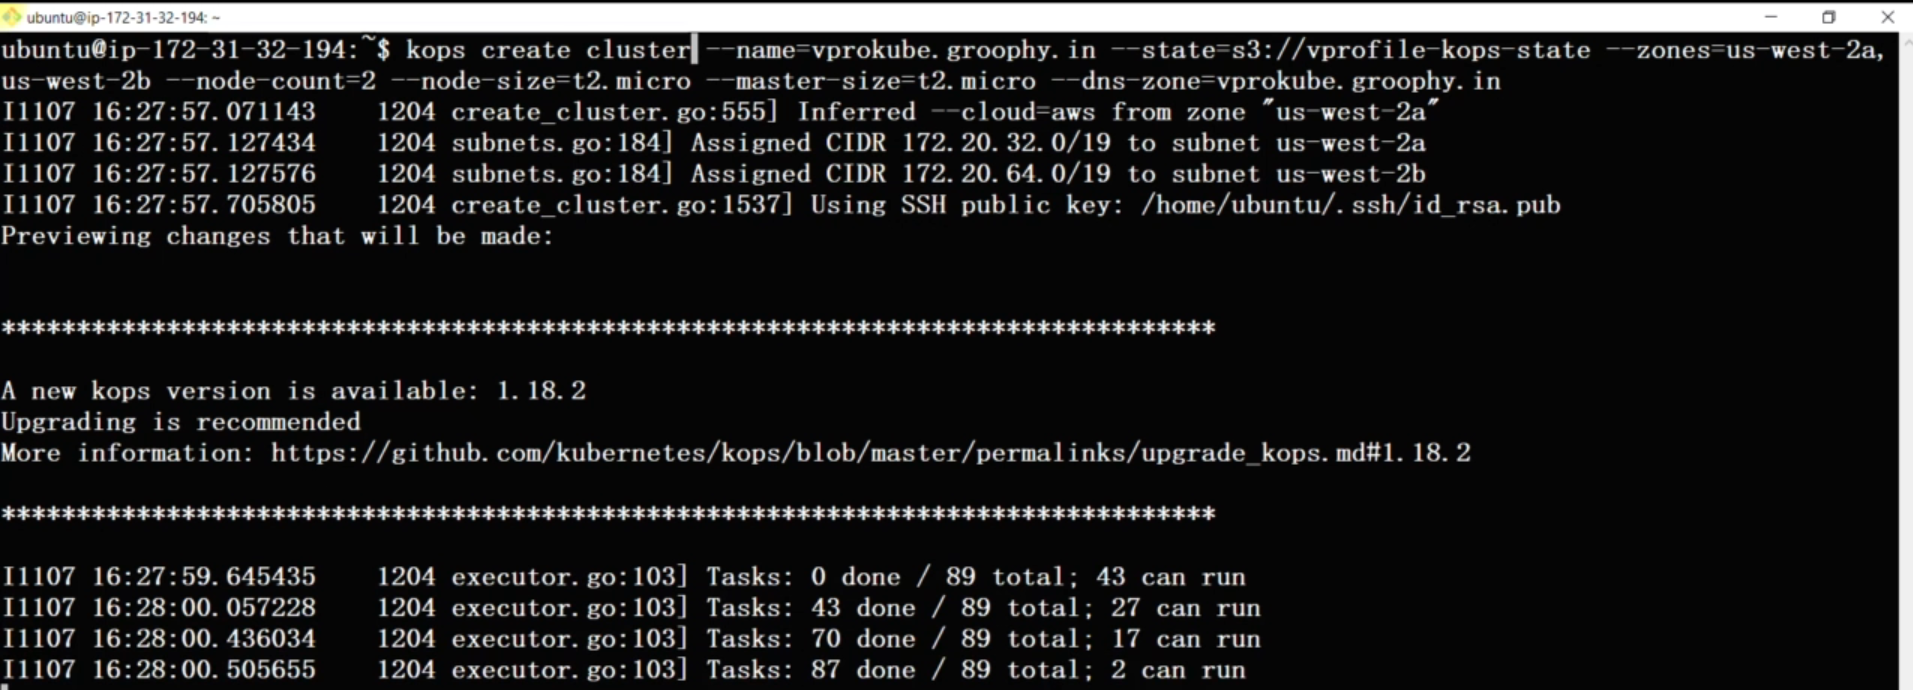 ubuntu@ip-172-31-32-194: ~
ubuntu@ip-172-31-32-194:~$ kops create cluster --name=vprokube.groophy.in --state=s3://vprofile-kops-state --zones=us-west-2a,
us-west-2b --node-count=2 --node-size=t2.micro --master-size=t2.micro --dns-zone=vprokube.groophy.in
I1107 16:27:57.071143    1204 create_cluster.go:555] Inferred --cloud=aws from zone "us-west-2a"
I1107 16:27:57.127434    1204 subnets.go:184] Assigned CIDR 172.20.32.0/19 to subnet us-west-2a
I1107 16:27:57.127576    1204 subnets.go:184] Assigned CIDR 172.20.64.0/19 to subnet us-west-2b
I1107 16:27:57.705805    1204 create_cluster.go:1537] Using SSH public key: /home/ubuntu/.ssh/id_rsa.pub
Previewing changes that will be made:
*********************************************************************************
A new kops version is available: 1.18.2
Upgrading is recommended
More information: https://github.com/kubernetes/kops/blob/master/permalinks/upgrade_kops.md#1.18.2
*********************************************************************************
I1107 16:27:59.645435    1204 executor.go:103] Tasks: 0 done / 89 total; 43 can run
I1107 16:28:00.057228    1204 executor.go:103] Tasks: 43 done / 89 total; 27 can run
I1107 16:28:00.436034    1204 executor.go:103] Tasks: 70 done / 89 total; 17 can run
I1107 16:28:00.505655    1204 executor.go:103] Tasks: 87 done / 89 total; 2 can run